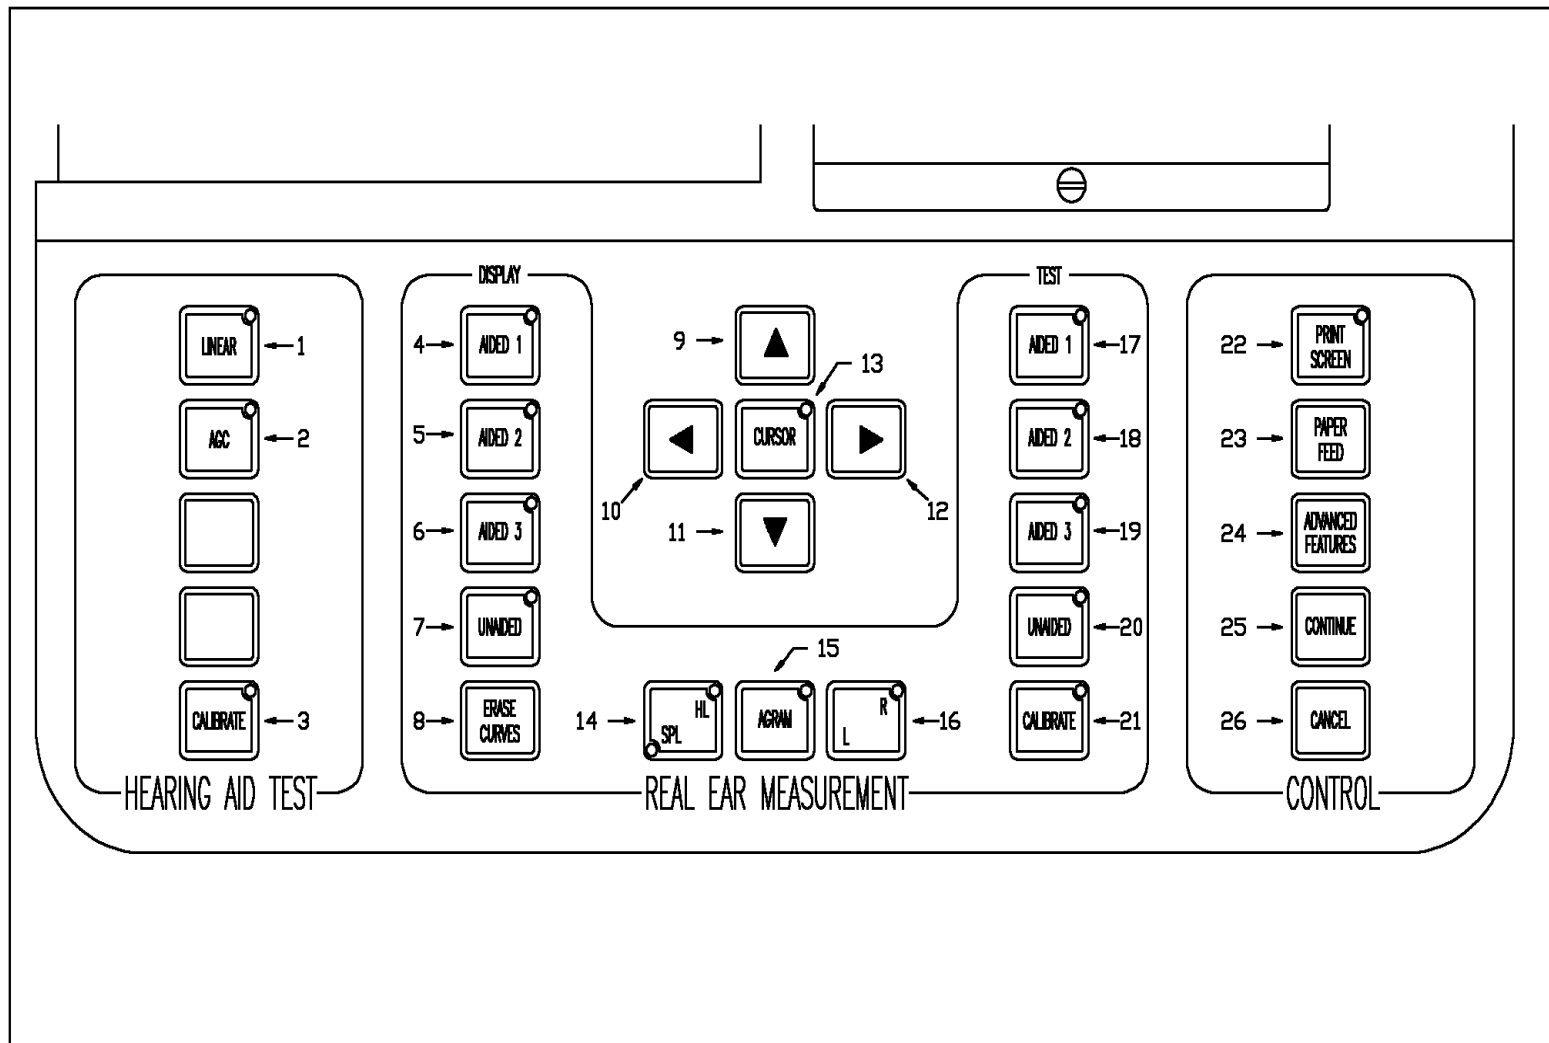 DISPLAY
TEST
LINEAR
1
AGC
2
CALIBRATE
3
HEARING AID TEST
4
AIDED 1
5
AIDED 2
6
AIDED 3
7
UNAIDED
8
ERASE
CURVES
9
10
11
12
13
CURSOR
14
HL
SPL
15
AGRAM
R
L
16
AIDED 1
17
AIDED 2
18
AIDED 3
19
UNAIDED
20
CALIBRATE
21
REAL EAR MEASUREMENT
22
PRINT
SCREEN
23
PAPER
FEED
24
ADVANCED
FEATURES
25
CONTINUE
26
CANCEL
CONTROL